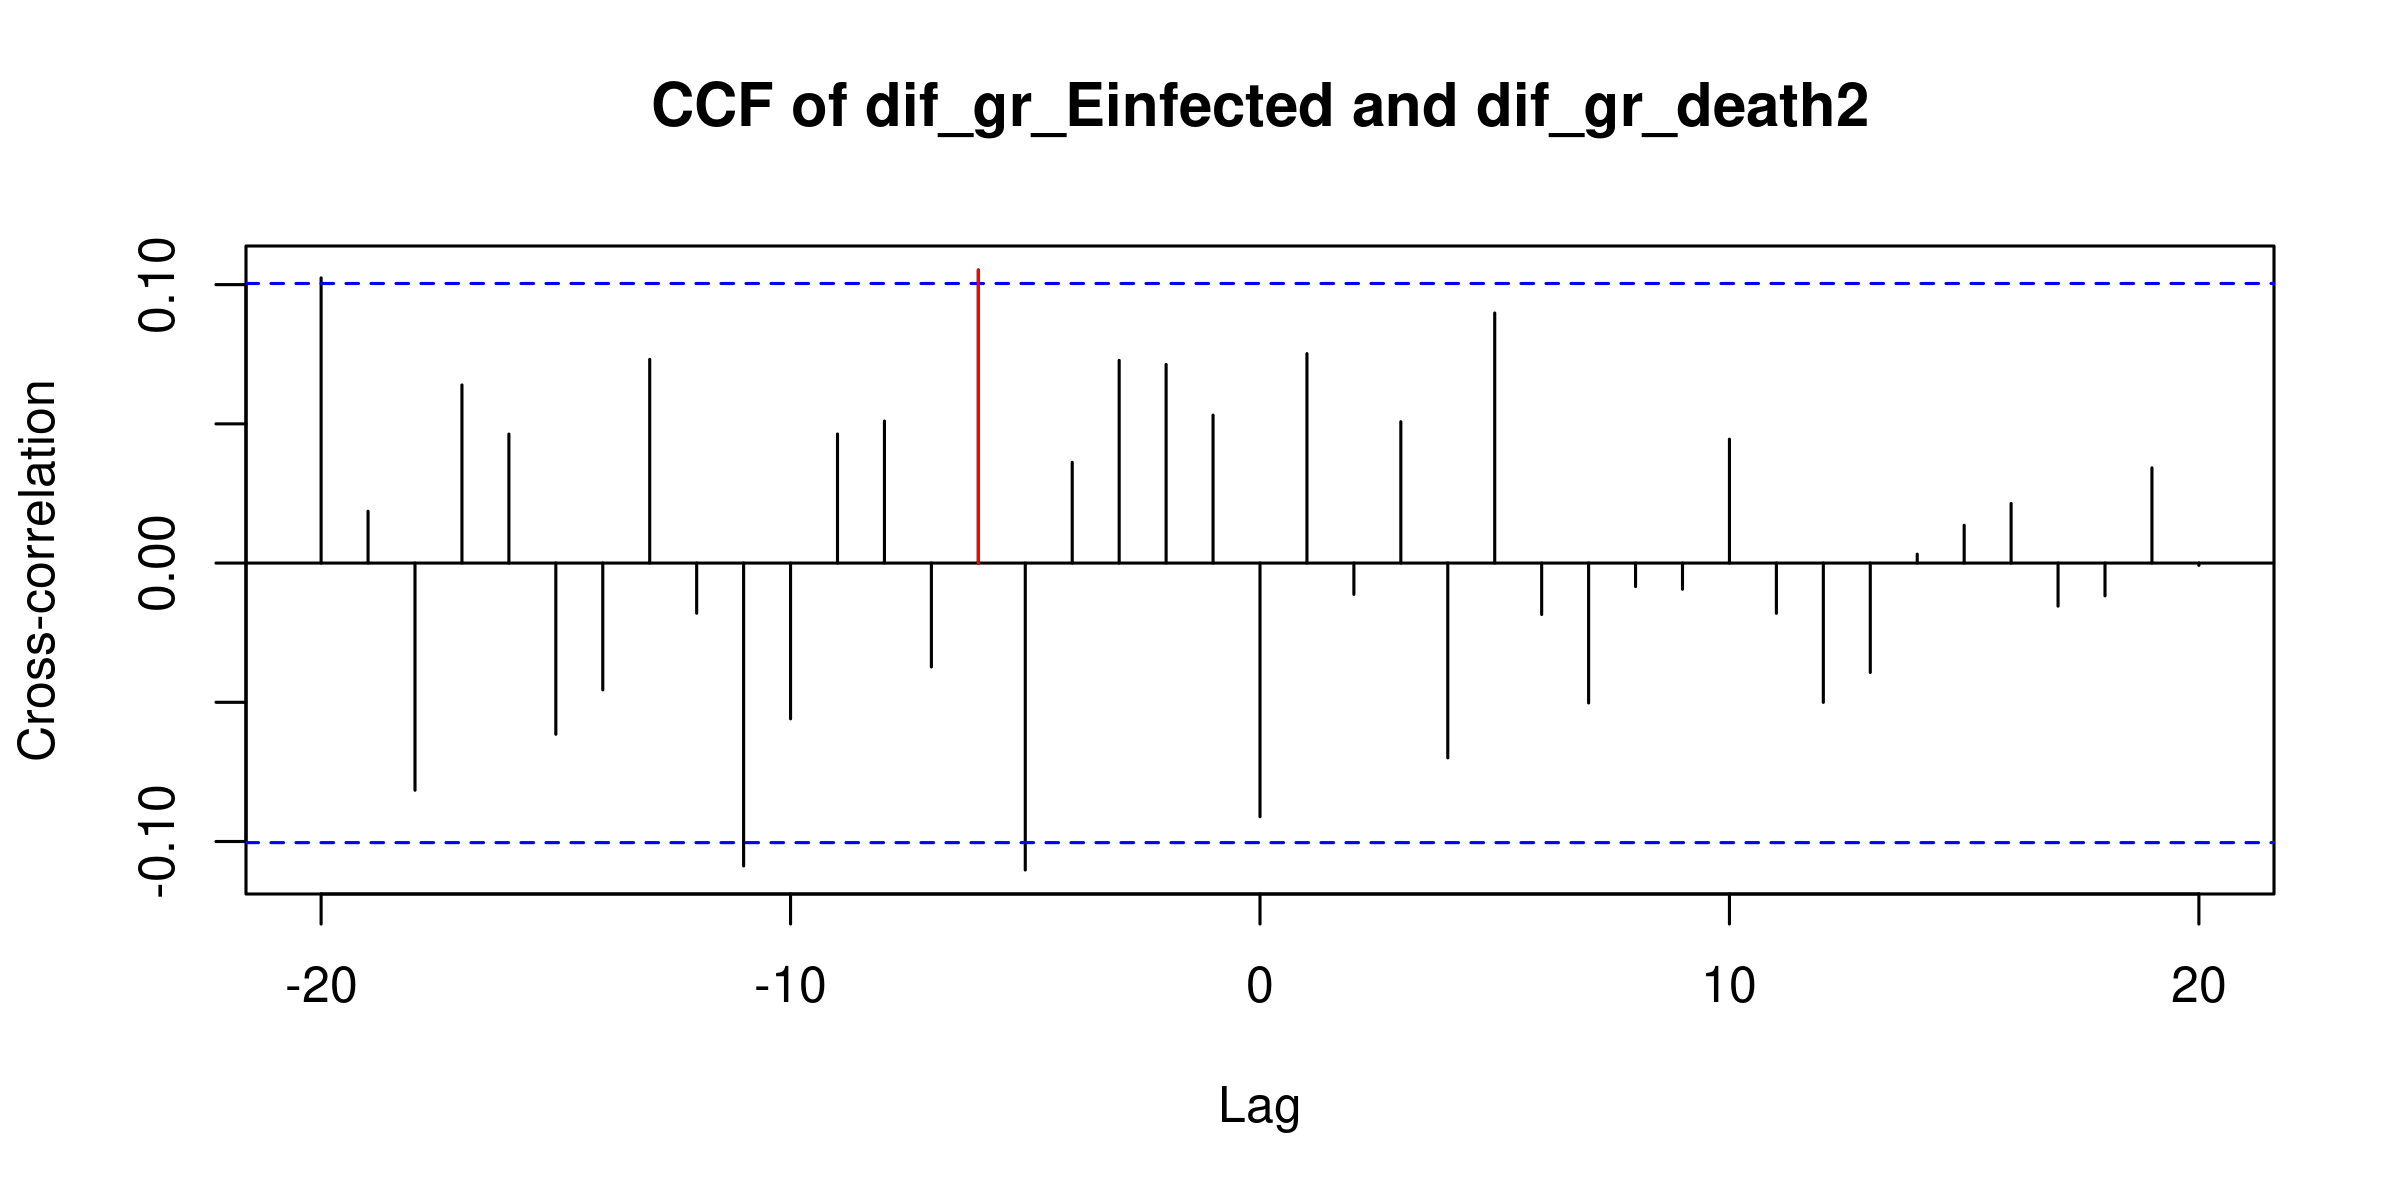 CCF of dif_gr_Einfected and dif_gr_death2
Cross-correlation
0.10
0.00
-0.10
-20 -10 0 10 20
Lag